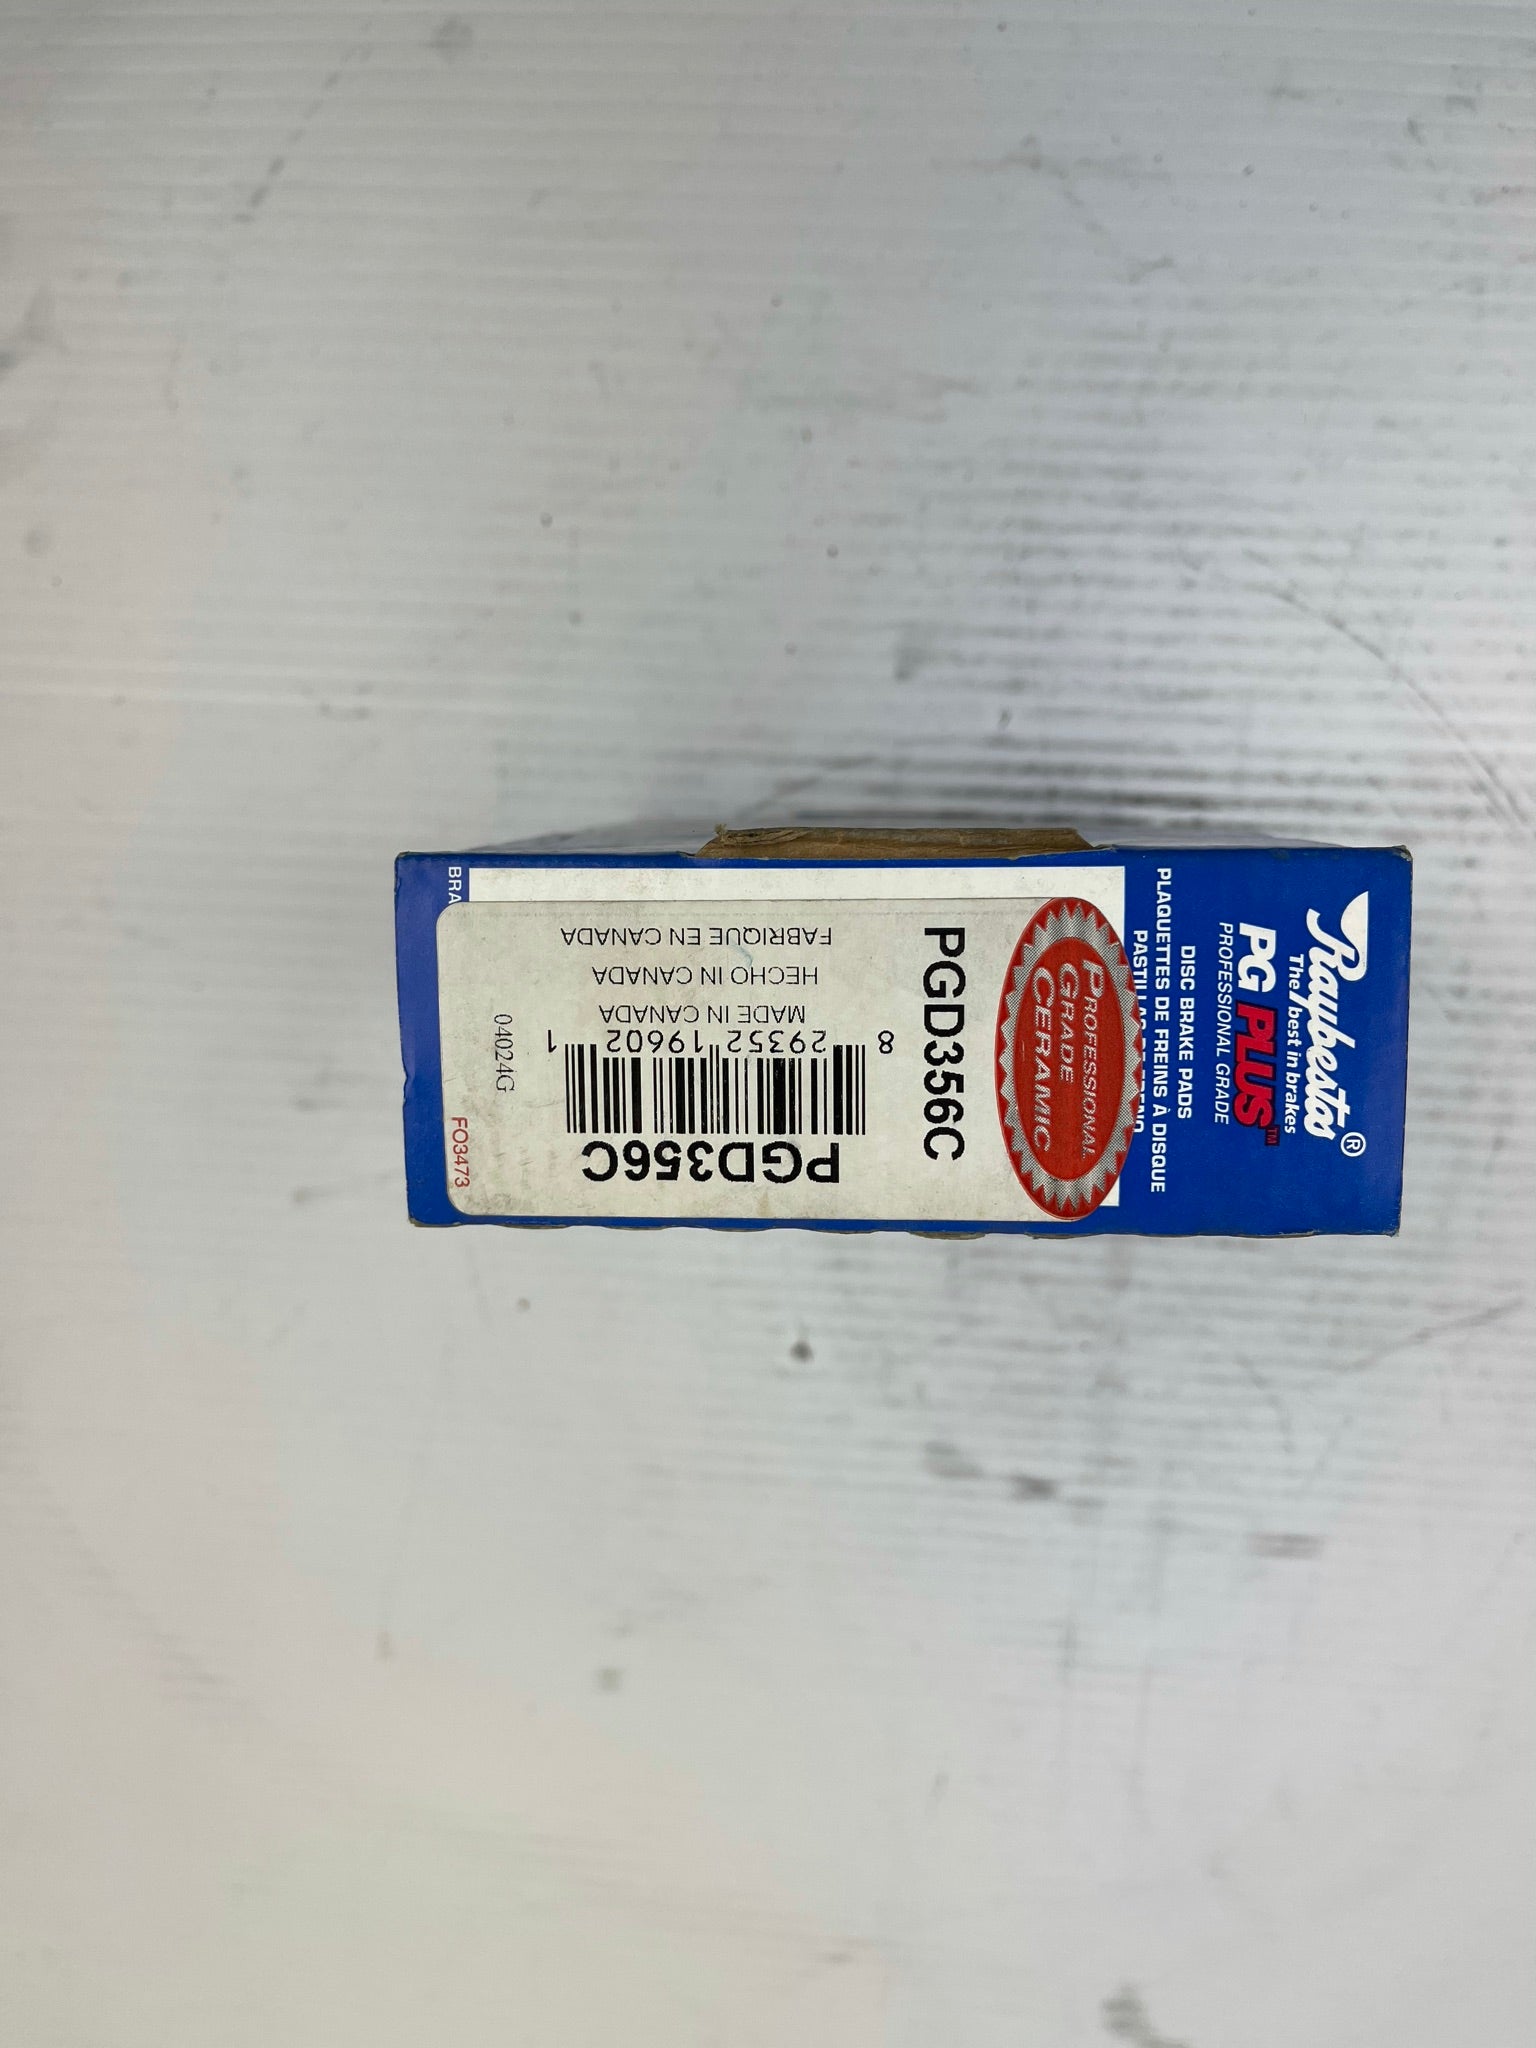 Raybestos®
The best in brakes
PG PLUS™
PROFESSIONAL GRADE
DISC BRAKE PADS
PLAQUETTES DE FREINS À DISQUE
PROFESSIONAL
GRADE
CERAMIC
PGD356C
PGD356C
8 29352 19602 1
MADE IN CANADA
HECHO IN CANADA
FABRIQUE EN CANADA
04024G
FO3473
BRA